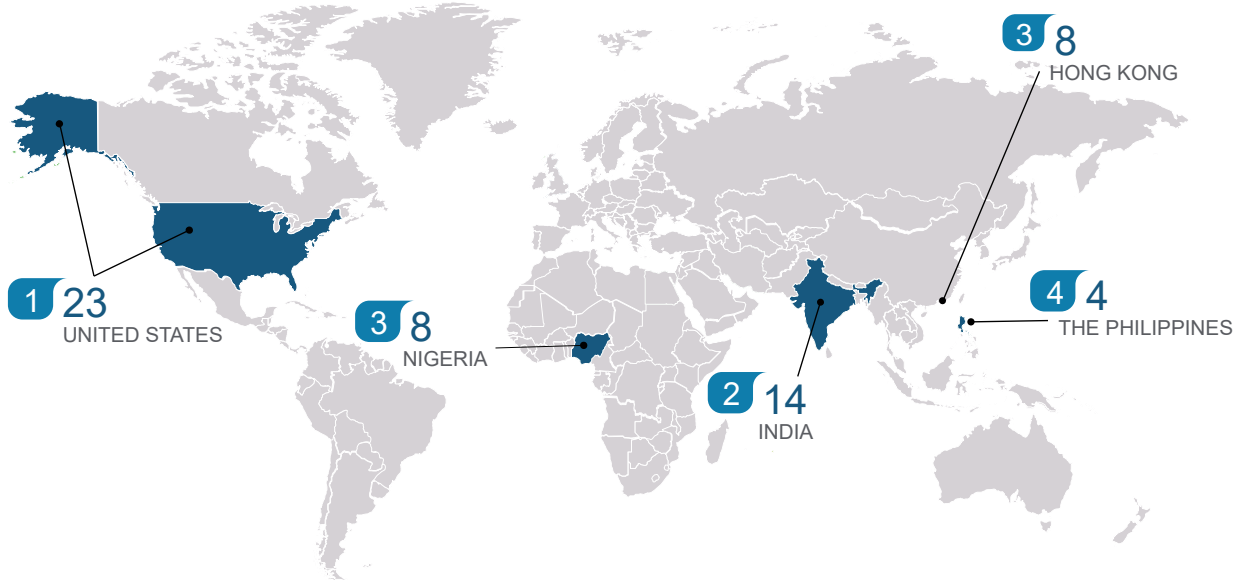 3 8
HONG KONG
1 23
UNITED STATES
3 8
NIGERIA
4 4
THE PHILIPPINES
2 14
INDIA